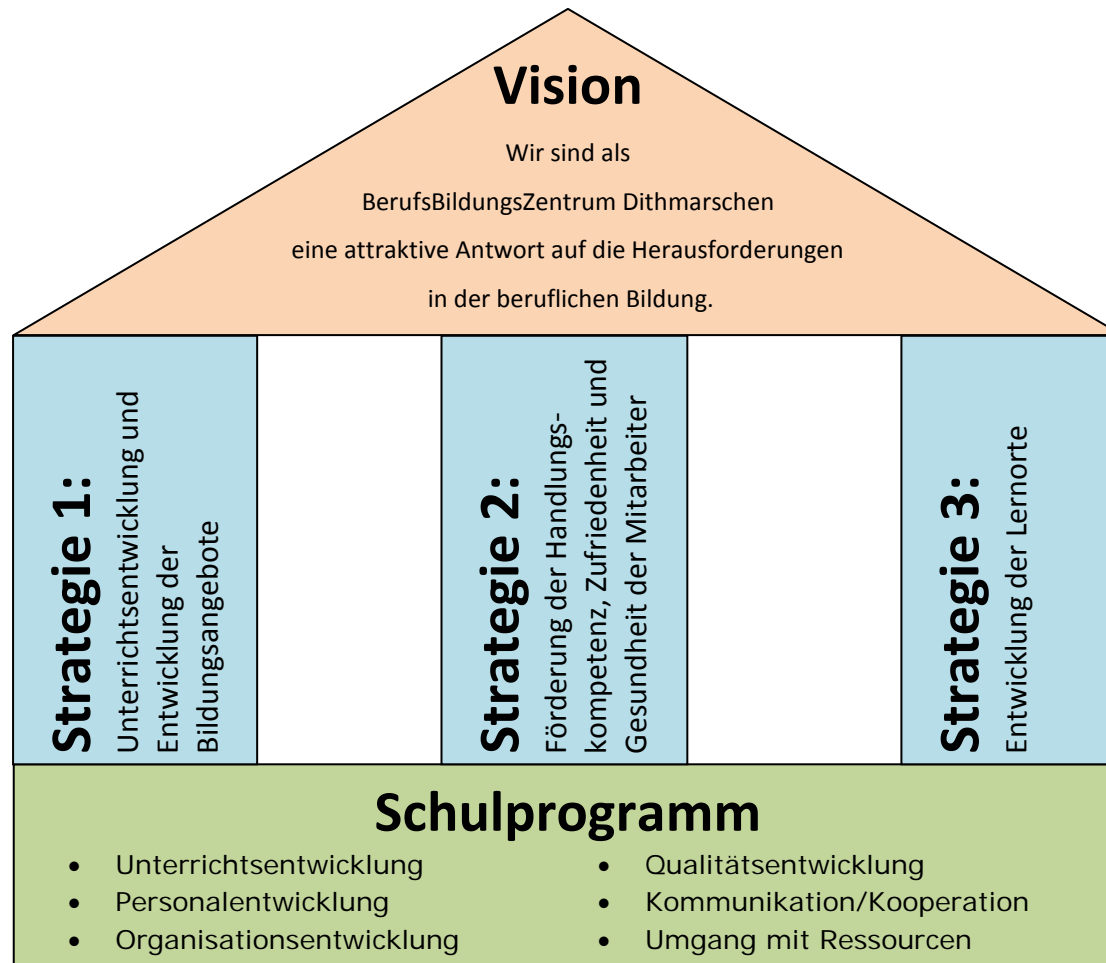 Vision
Wir sind als
BerufsBildungsZentrum Dithmarschen
eine attraktive Antwort auf die Herausforderungen
in der beruflichen Bildung.
Strategie 1:
Unterrichtsentwicklung und
Entwicklung der
Bildungsangebote
Strategie 2:
Förderung der Handlungs-
kompetenz, Zufriedenheit und
Gesundheit der Mitarbeiter
Strategie 3:
Entwicklung der Lernorte
Schulprogramm
• Unterrichtsentwicklung
• Personalentwicklung
• Organisationsentwicklung
• Qualitätsentwicklung
• Kommunikation/Kooperation
• Umgang mit Ressourcen